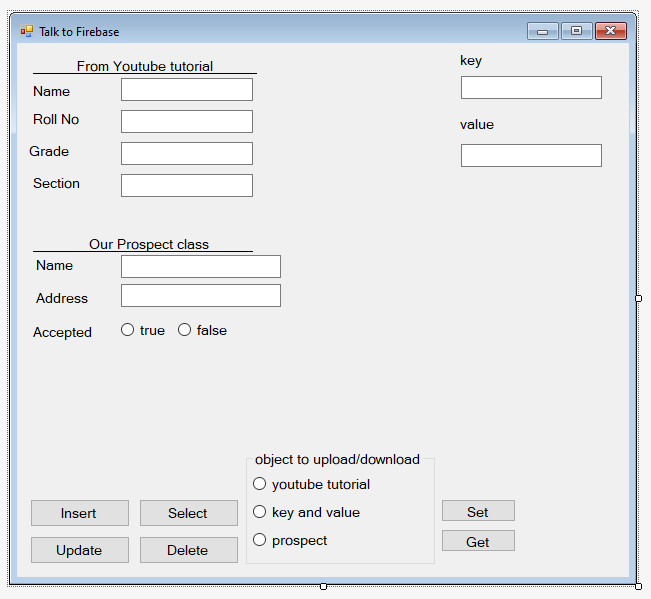 Talk to Firebase
From Youtube tutorial
Name
Roll No
Grade
Section
key
value
Our Prospect class
Name
Address
Accepted
true false
object to upload/download
youtube tutorial
key and value
prospect
Insert Select
Update Delete
Set
Get